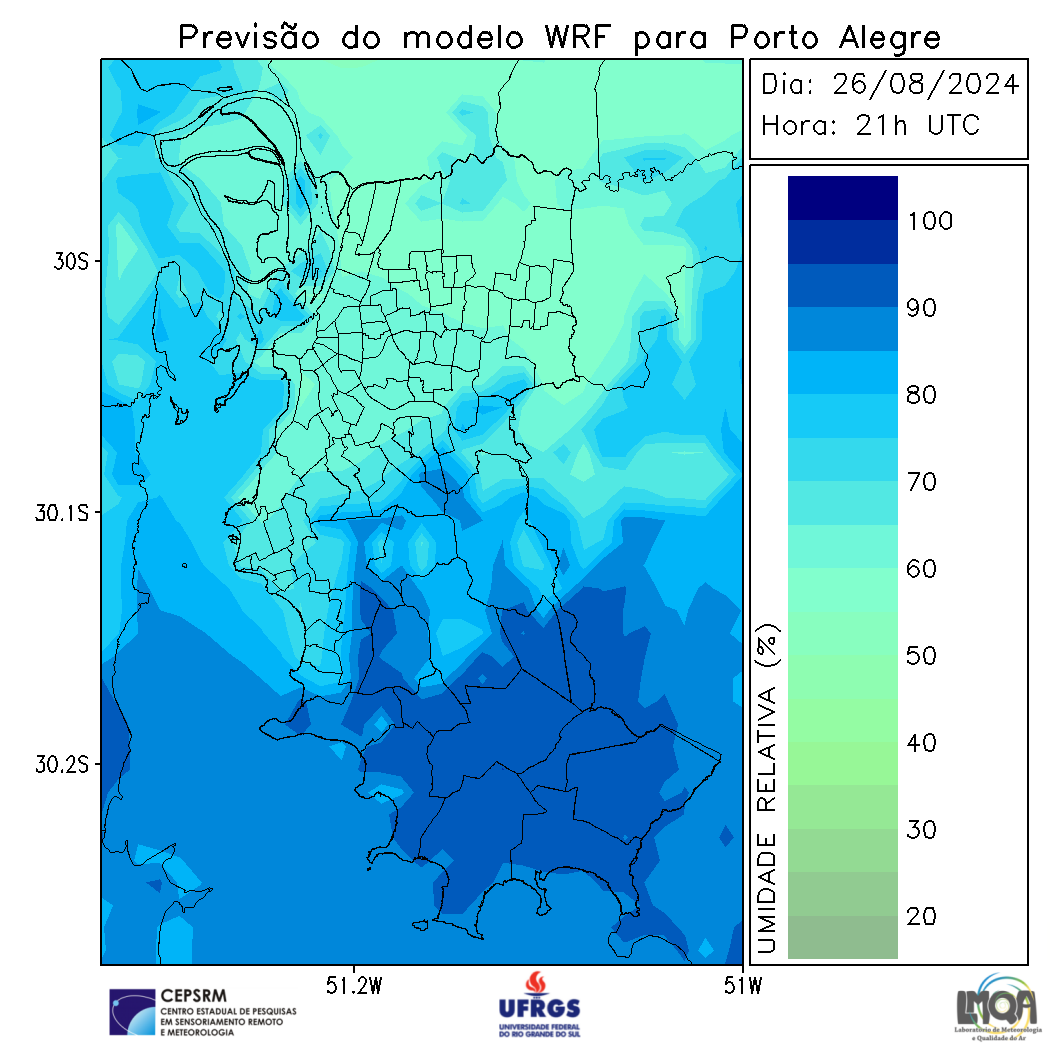 Previsão do modelo WRF para Porto Alegre
Dia: 26/08/2024
Hora: 21h UTC
30S
30.1S
30.2S
51.2W
51W
UMIDADE RELATIVA (%)
100
90
80
70
60
50
40
30
20
CEPSRM
CENTRO ESTADUAL DE PESQUISAS
EM SENSORIAMENTO REMOTO
E METEOROLOGIA
UFRGS
UNIVERSIDADE FEDERAL
DO RIO GRANDE DO SUL
LMQA
Laboratório de Meteorologia
e Qualidade do Ar